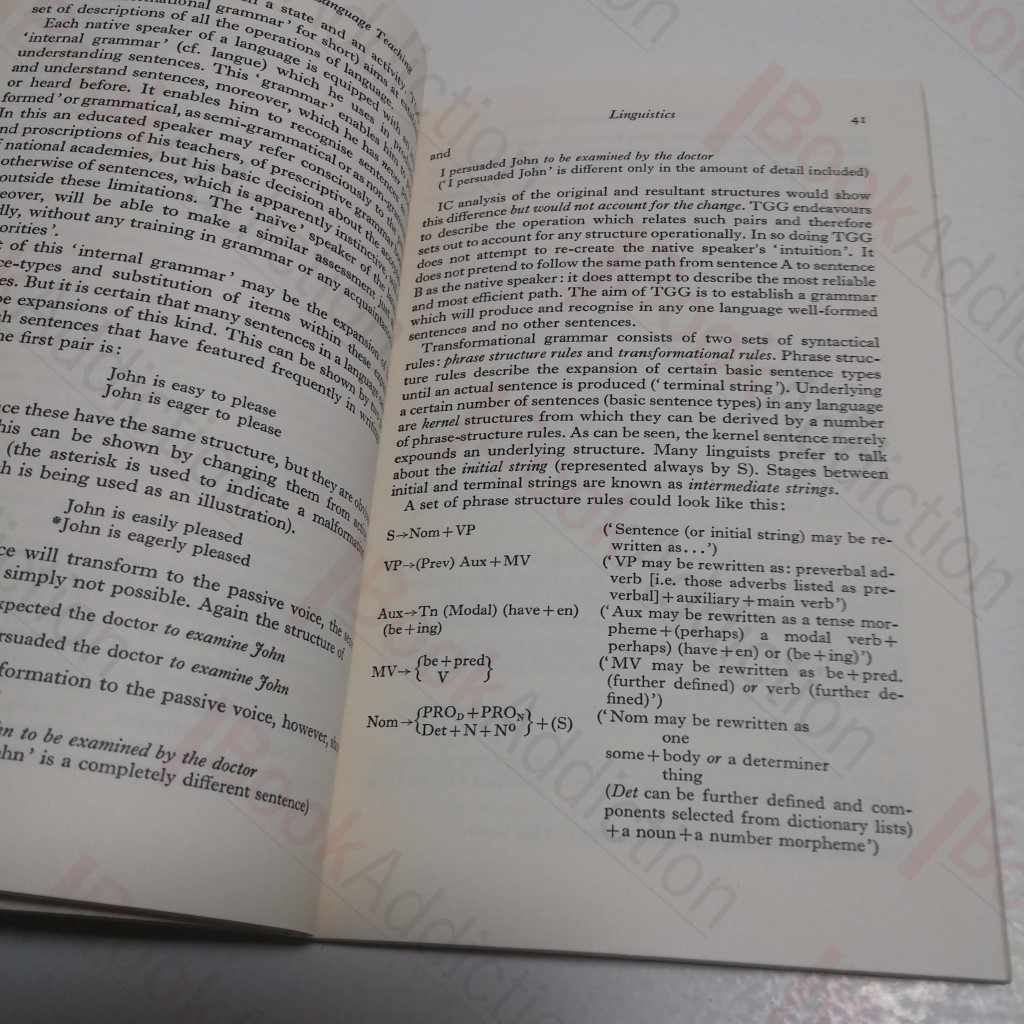 Language Teaching
a state and an activity.
grammar' for short) aims at
set of descriptions of all the operations of language.
Each native speaker of a language is equipped with an
'internal grammar' (cf. langue) which he uses in
understanding sentences. This 'grammar' enables him to
and understand sentences, moreover, which he has never
or heard before. It enables him to recognise sentences
formed' or grammatical, as semi-grammatical or as non-
In this an educated speaker may refer consciously to the
proscriptions of his teachers, of prescriptive grammar
national academies, but his basic decision about the
otherwise of sentences, which is apparently instinctive,
outside these limitations. The 'naïve' speaker of the
will be able to make a similar assessment just
without any training in grammar or any
of this 'internal grammar' may be the expansion of
and substitution of items within these
But it is certain that many sentences in a language
expansions of this kind. This can be shown by
sentences that have featured frequently in
first pair is:
John is easy to please
John is eager to please
these have the same structure, but they are
this can be shown by changing them from
(the asterisk is used to indicate a
is being used as an illustration).
John is easily pleased
*John is eagerly pleased
will transform to the passive voice, the
simply not possible. Again the structure of
the doctor to examine John
the doctor to examine John
to the passive voice, however,
to be examined by the doctor
is a completely different sentence)
Linguistics 41
and
I persuaded John to be examined by the doctor
('I persuaded John' is different only in the amount of detail included)
IC analysis of the original and resultant structures would show
this difference but would not account for the change. TGG endeavours
to describe the operation which relates such pairs and therefore
sets out to account for any structure operationally. In so doing TGG
does not attempt to re-create the native speaker's 'intuition'. It
does not pretend to follow the same path from sentence A to sentence
B as the native speaker: it does attempt to describe the most reliable
and most efficient path. The aim of TGG is to establish a grammar
which will produce and recognise in any one language well-formed
sentences and no other sentences.
Transformational grammar consists of two sets of syntactical
rules: phrase structure rules and transformational rules. Phrase struc-
ture rules describe the expansion of certain basic sentence types
until an actual sentence is produced ('terminal string'). Underlying
a certain number of sentences (basic sentence types) in any language
are kernel structures from which they can be derived by a number
of phrase-structure rules. As can be seen, the kernel sentence merely
expounds an underlying structure. Many linguists prefer to talk
about the initial string (represented always by S). Stages between
initial and terminal strings are known as intermediate strings.
A set of phrase structure rules could look like this:
S→Nom+VP ('Sentence (or initial string) may be re-
written as...')
VP→(Prev) Aux+MV ('VP may be rewritten as: preverbal ad-
verb [i.e. those adverbs listed as pre-
verbal]+auxiliary+main verb')
Aux→Tn (Modal) (have+en) ('Aux may be rewritten as a tense mor-
(be+ing) pheme+(perhaps) a modal verb+
perhaps) (have+en) or (be+ing)')
MV→{be+pred} ('MV may be rewritten as be+pred.
V (further defined) or verb (further de-
fined)')
Nom→{PROD+PRON}+(S) ('Nom may be rewritten as
{Det+N+Nº} one
some+body or a determiner
thing
(Det can be further defined and com-
ponents selected from dictionary lists)
+a noun+a number morpheme')
BookAddiction